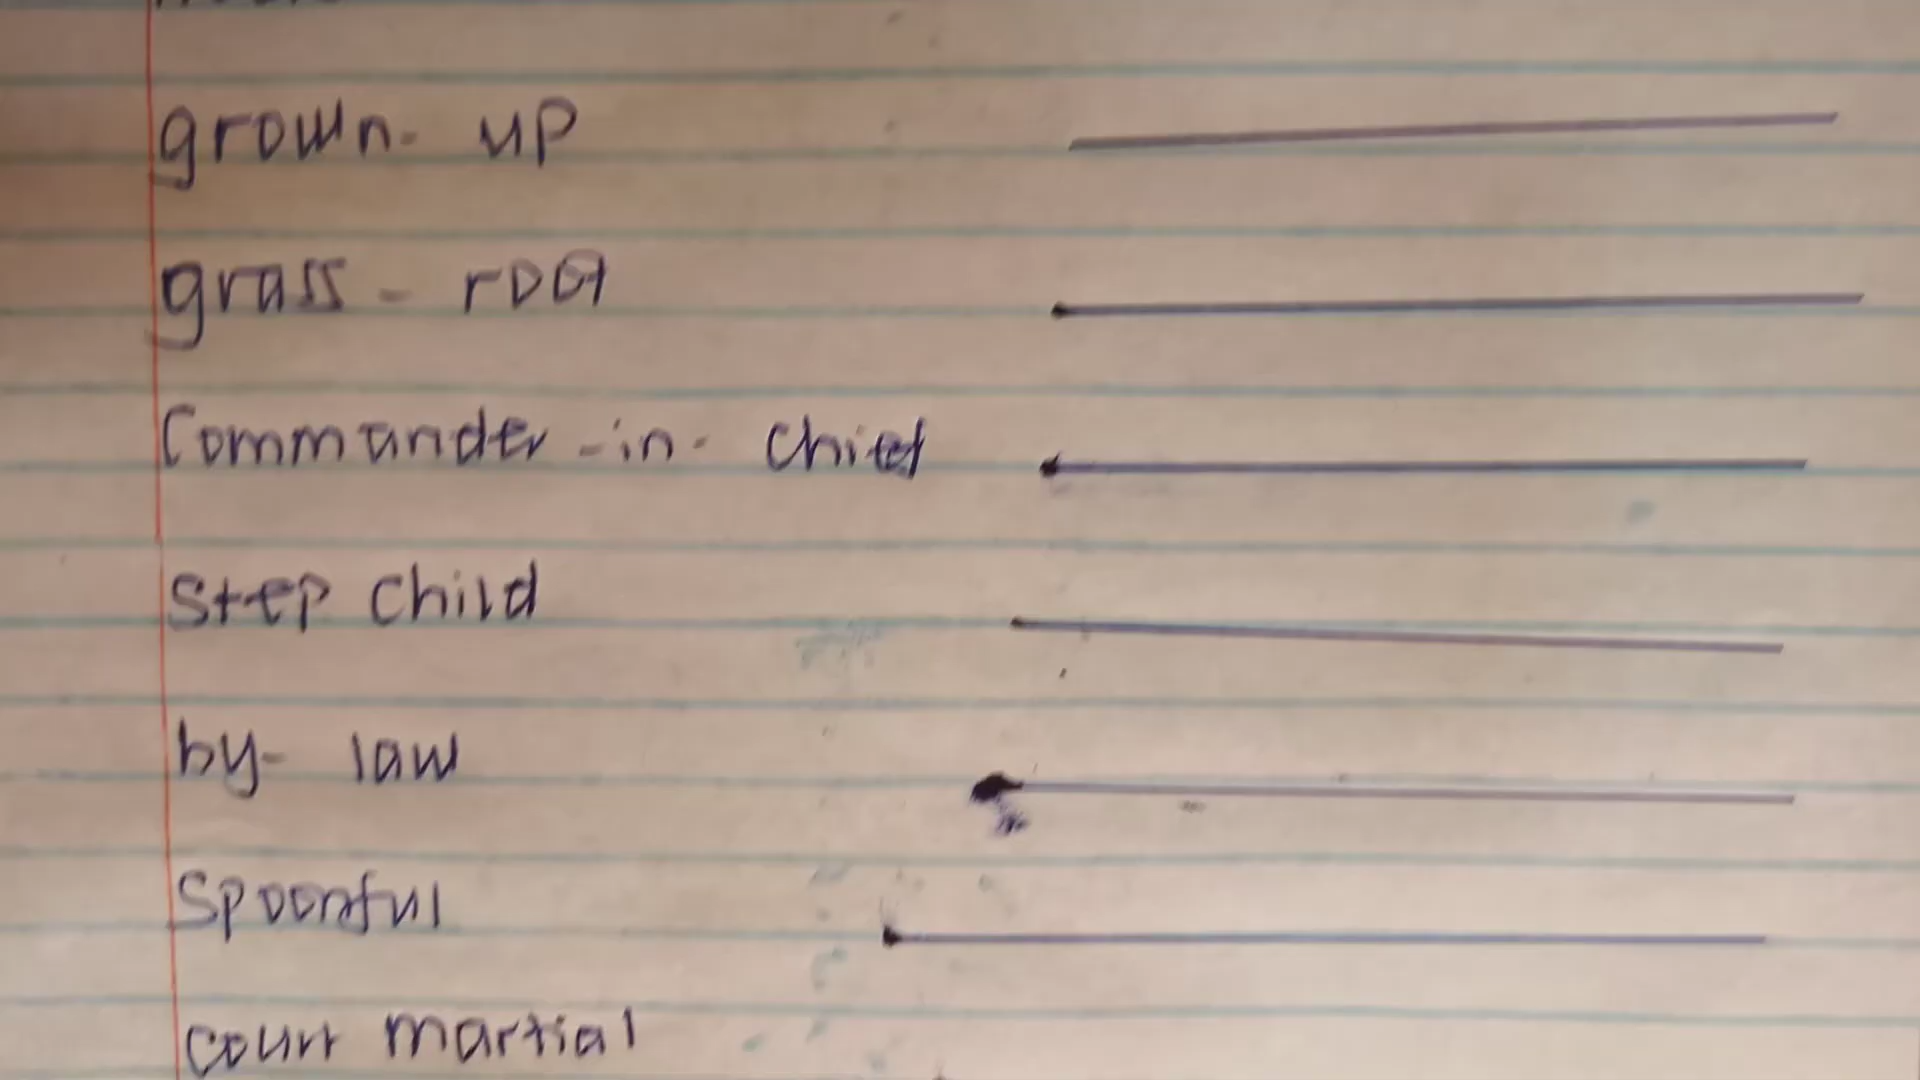 grown- up
grass - root
Commander -in- chief
Step child
by- law
Spoonful
court martial